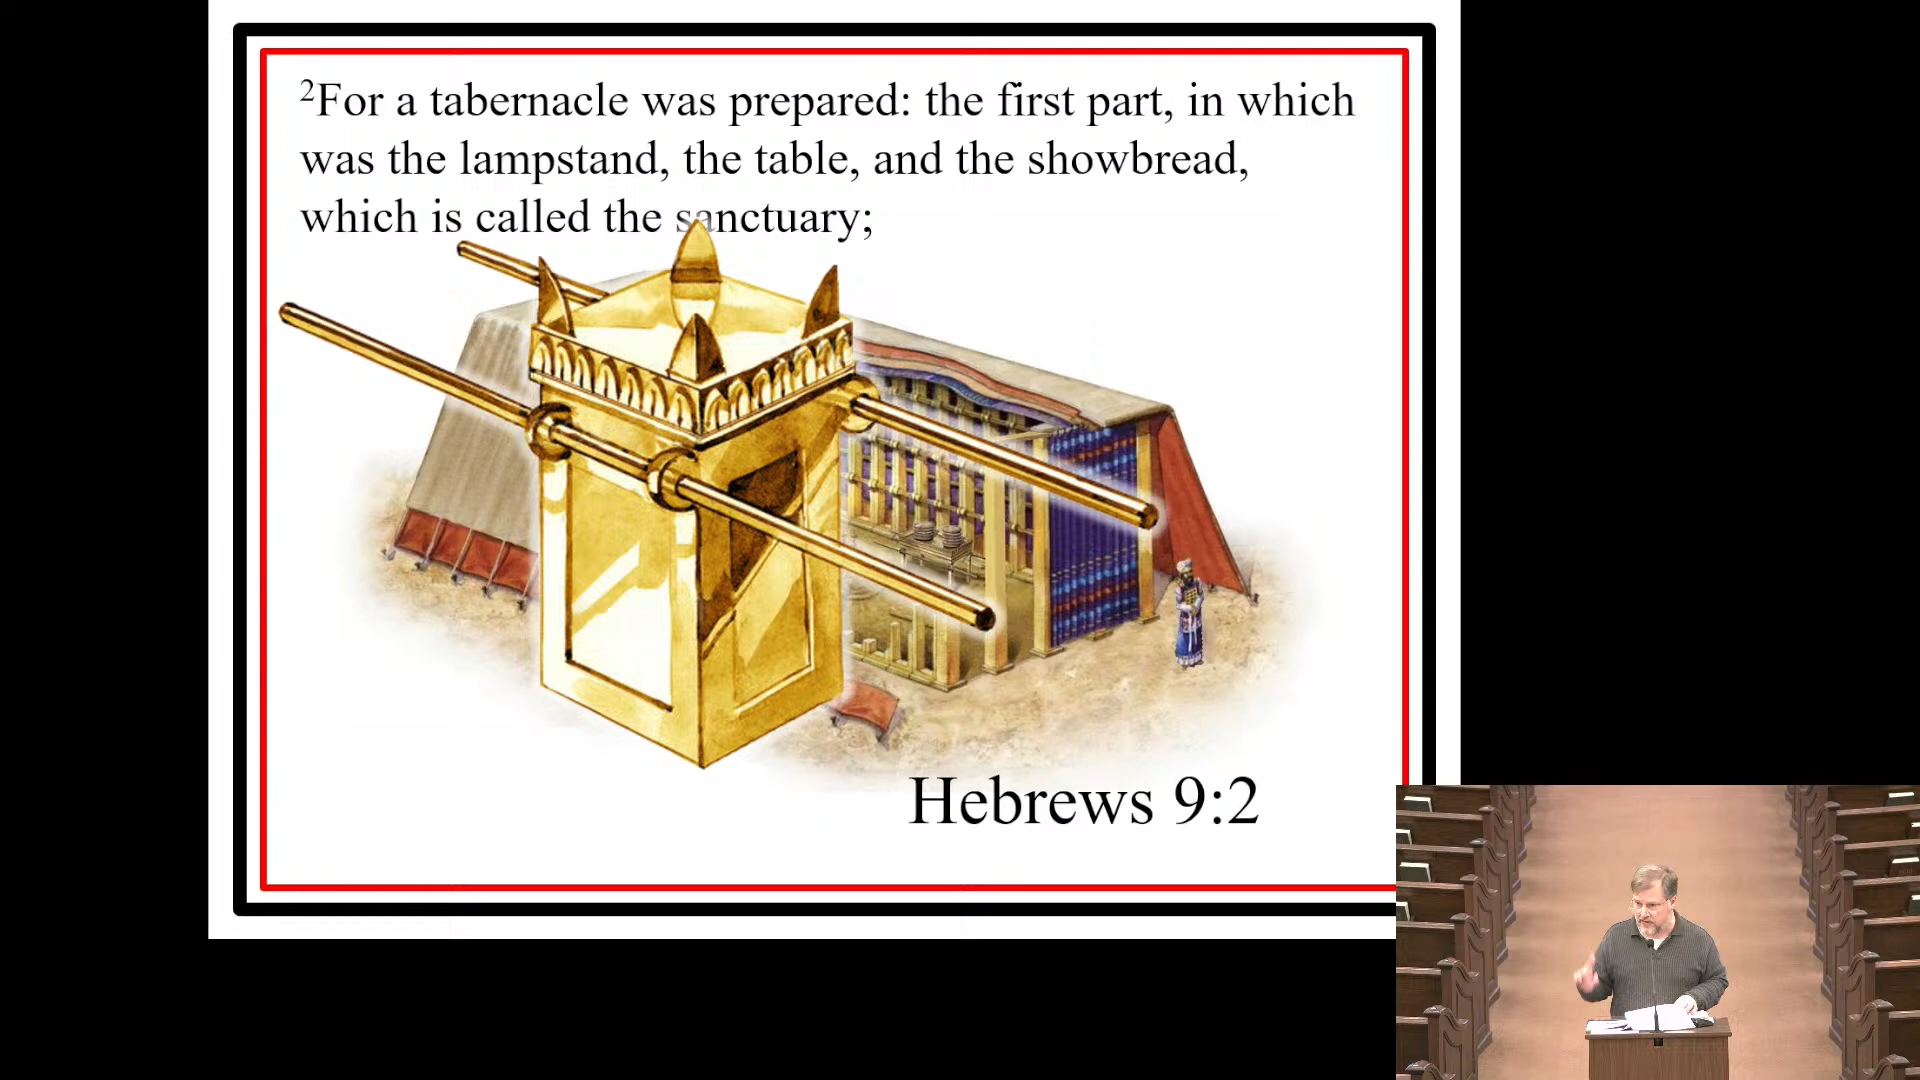 ²For a tabernacle was prepared: the first part, in which
was the lampstand, the table, and the showbread,
which is called the sanctuary;
Hebrews 9:2